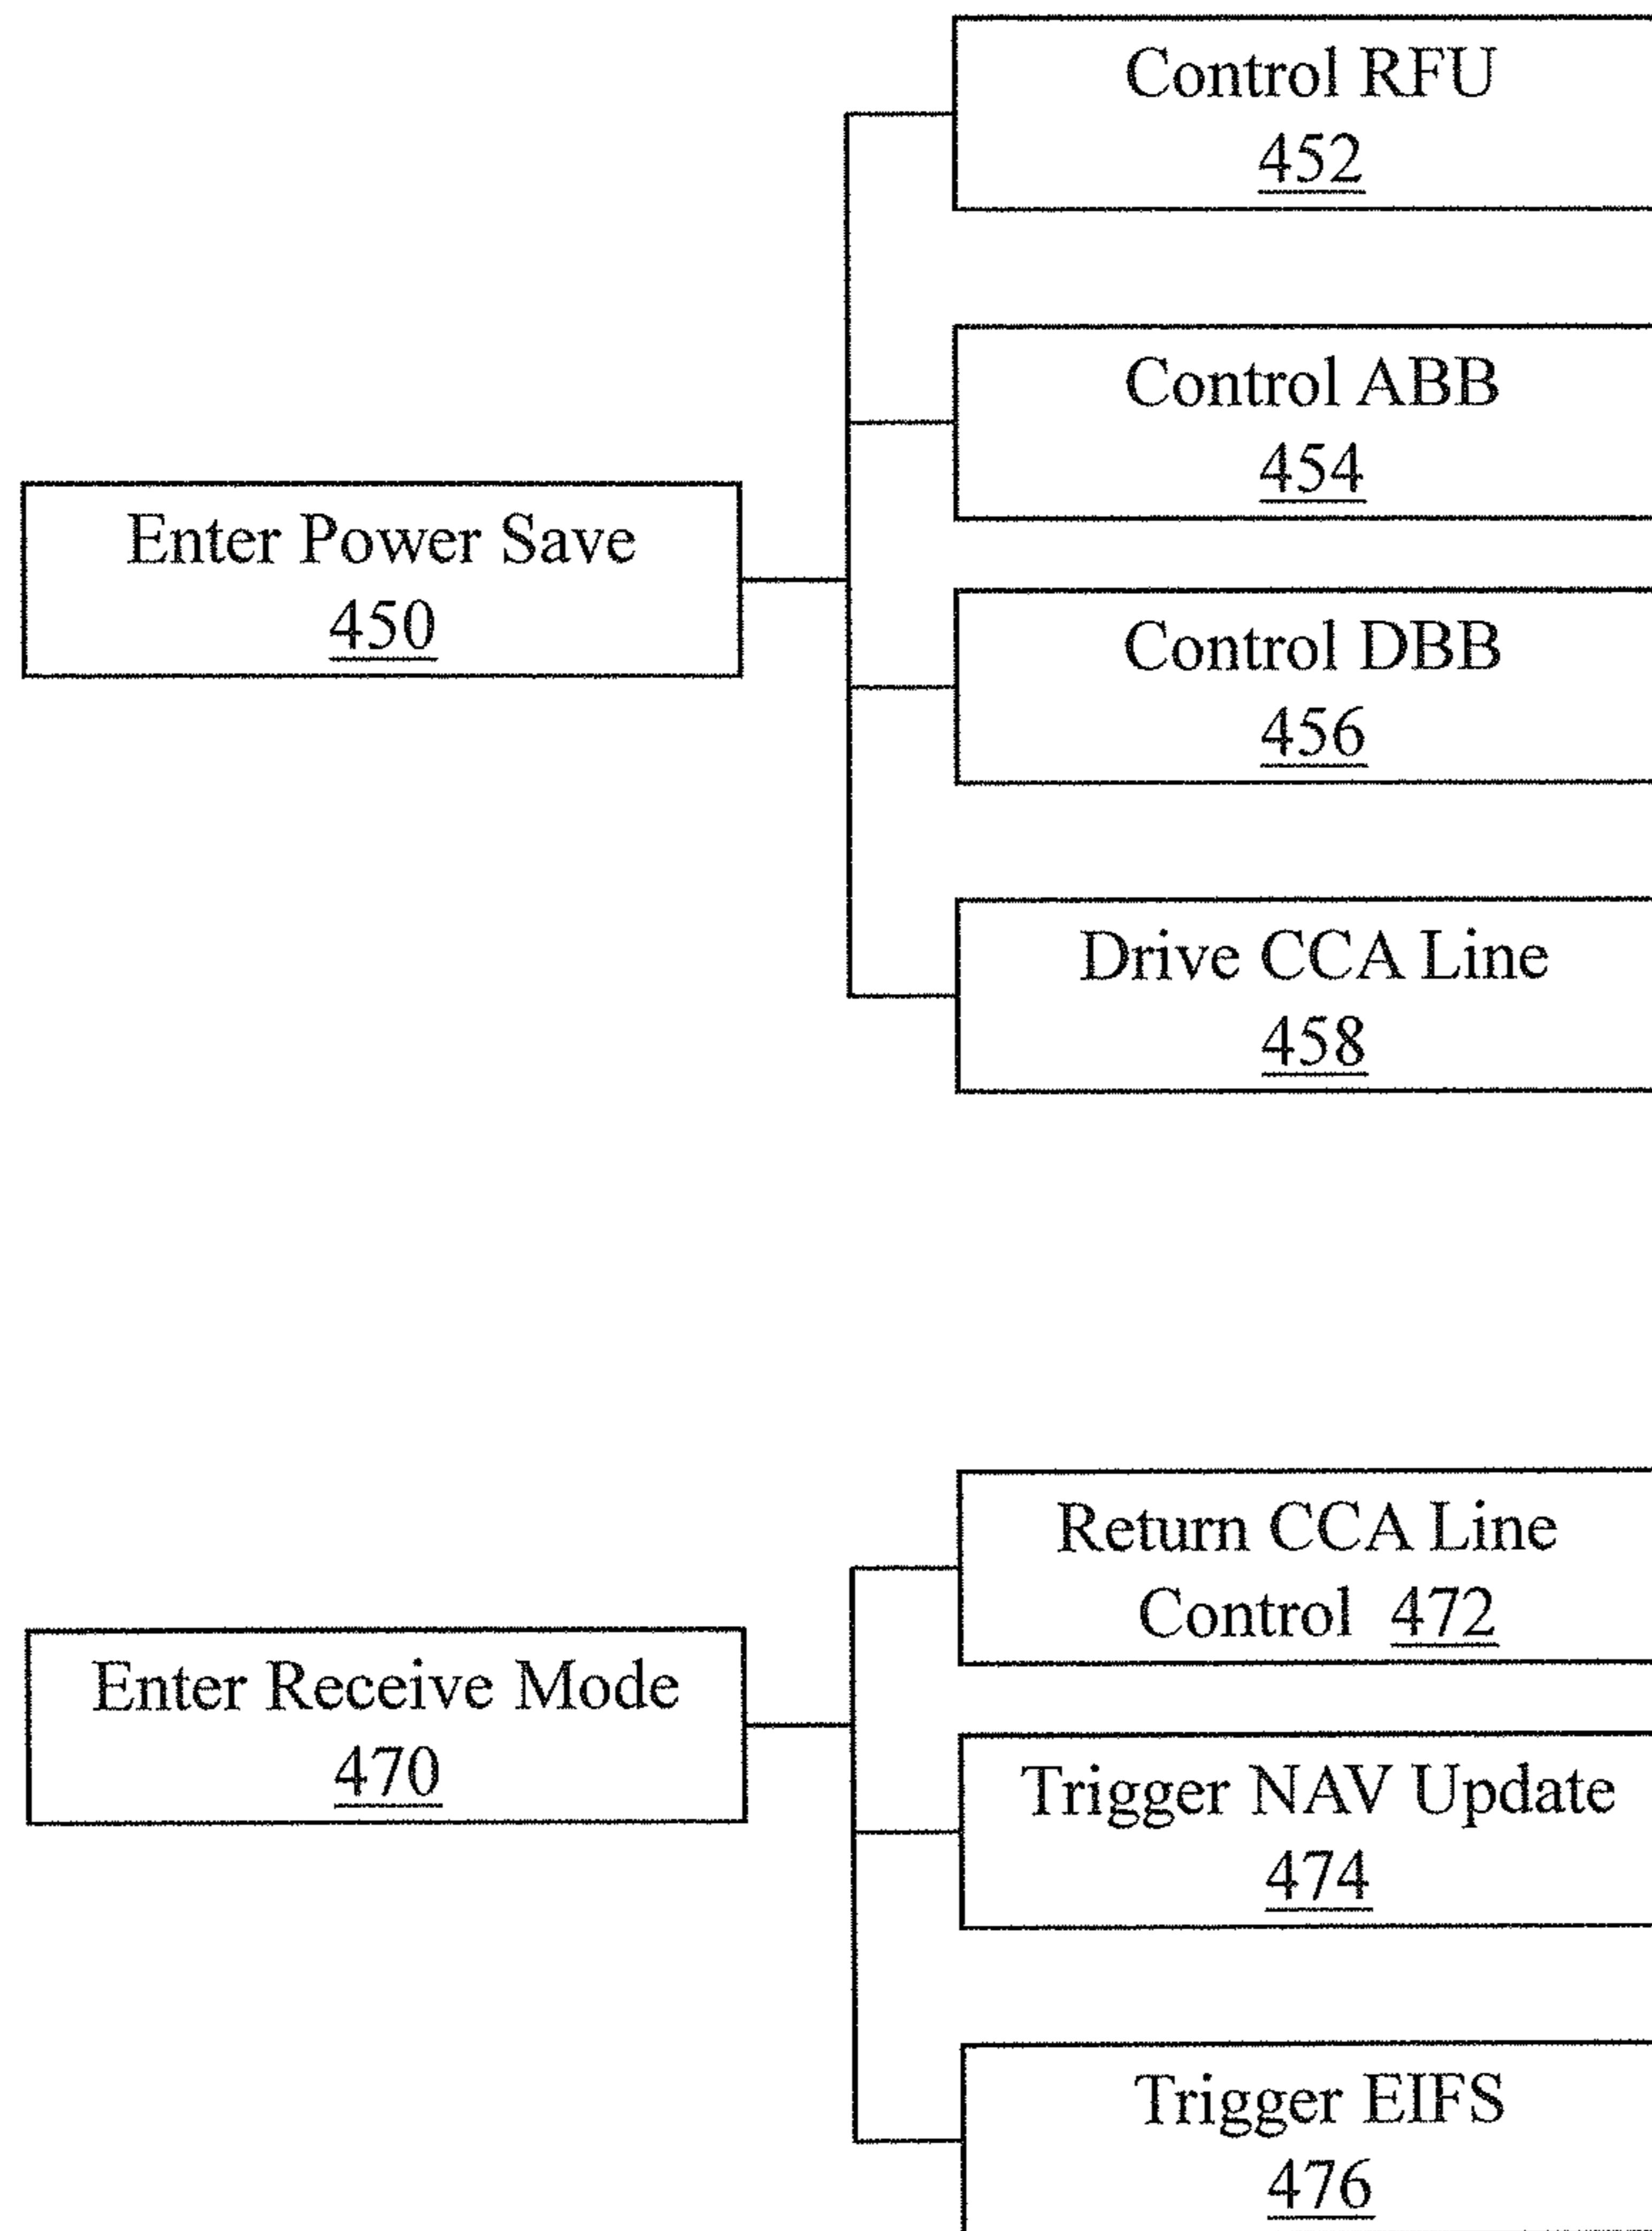 Control RFU
452
Control ABB
454
Enter Power Save
450
Control DBB
456
Drive CCA Line
458
Return CCA Line
Control 472
Enter Receive Mode
470
Trigger NAV Update
474
Trigger EIFS
476